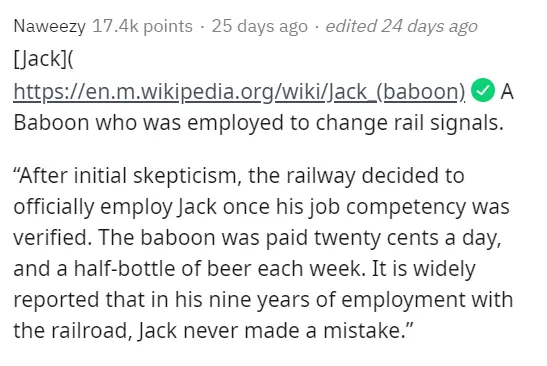 Naweezy 17.4k points · 25 days ago · edited 24 days ago
[Jack](
https://en.m.wikipedia.org/wiki/Jack_(baboon) A
Baboon who was employed to change rail signals.
“After initial skepticism, the railway decided to
officially employ Jack once his job competency was
verified. The baboon was paid twenty cents a day,
and a half-bottle of beer each week. It is widely
reported that in his nine years of employment with
the railroad, Jack never made a mistake.”